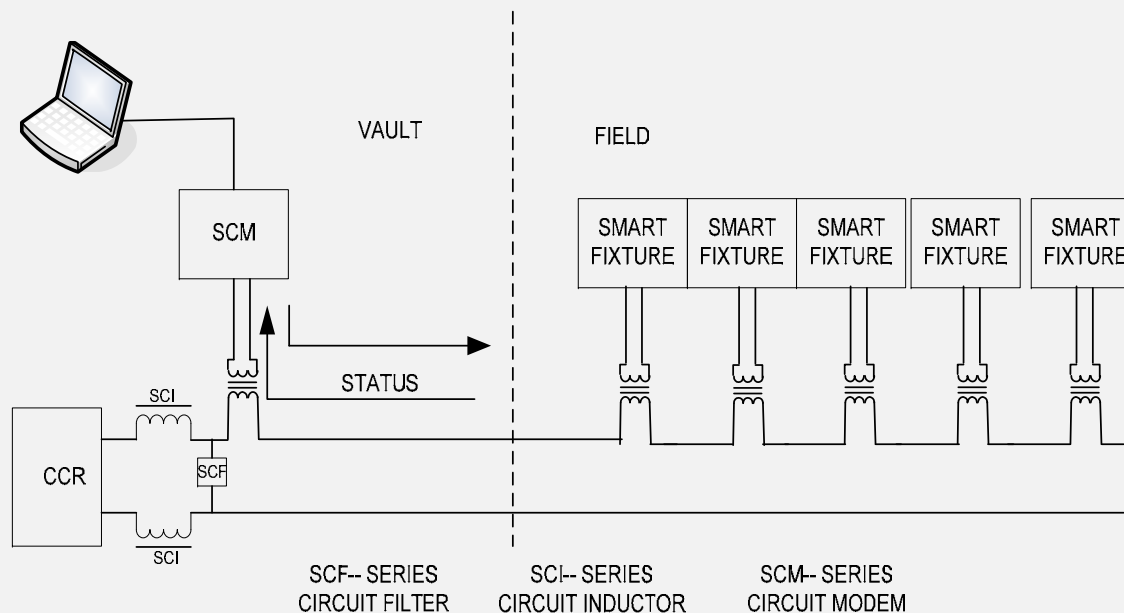 VAULT
FIELD
SCM
SMART
FIXTURE
SMART
FIXTURE
SMART
FIXTURE
SMART
FIXTURE
SMART
FIXTURE
STATUS
SCI
CCR
SCF
SCI
SCF-- SERIES
CIRCUIT FILTER
SCI-- SERIES
CIRCUIT INDUCTOR
SCM-- SERIES
CIRCUIT MODEM